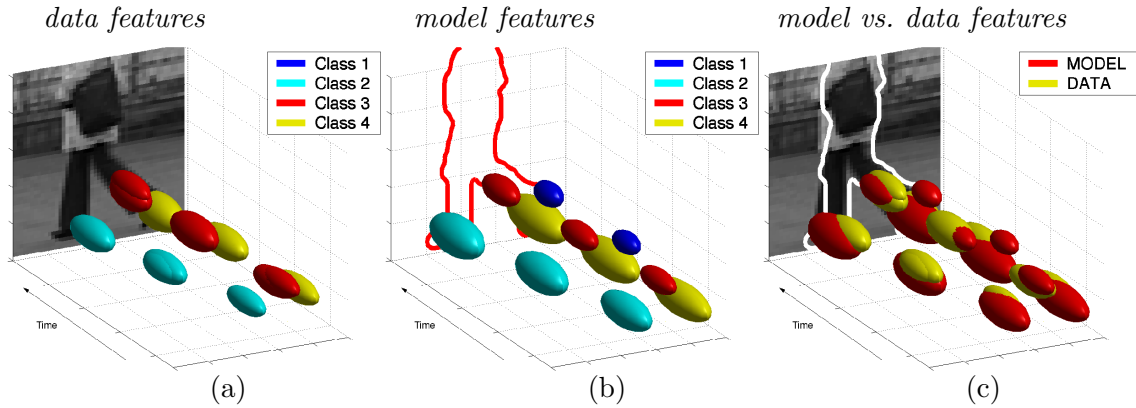 data features
model features
model vs. data features
Class 1
Class 2
Class 3
Class 4
Time
(a)
Class 1
Class 2
Class 3
Class 4
Time
(b)
MODEL
DATA
Time
(c)